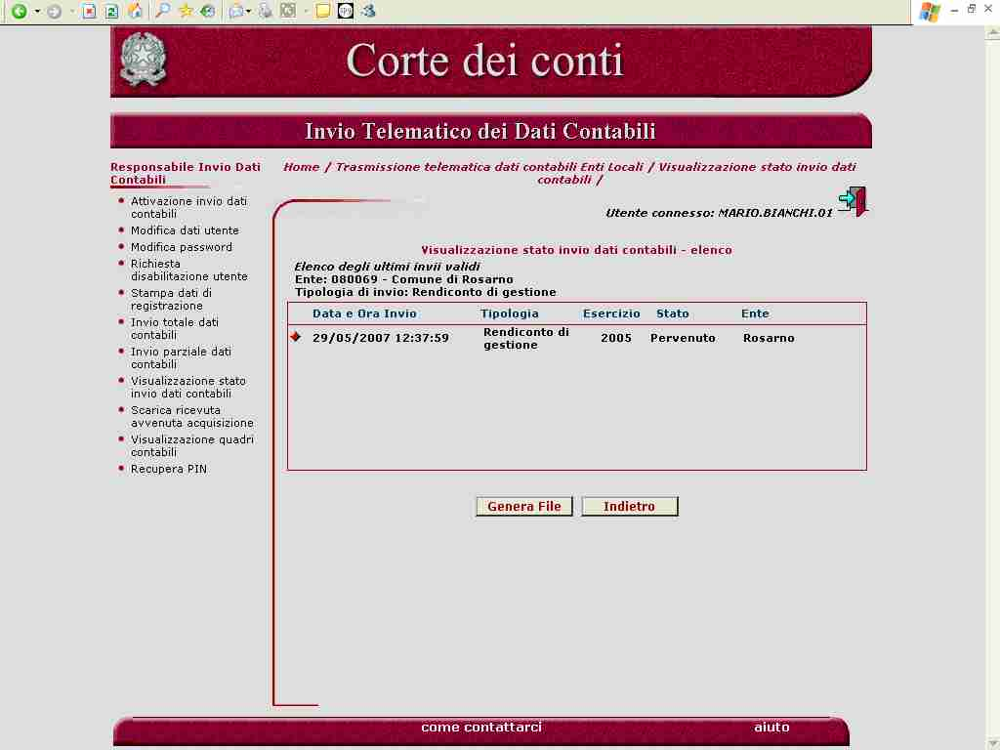 Corte dei conti
Invio Telematico dei Dati Contabili
Responsabile Invio Dati
Contabili
Attivazione invio dati
contabili
Modifica dati utente
Modifica password
Richiesta
disabilitazione utente
Stampa dati di
registrazione
Invio totale dati
contabili
Invio parziale dati
contabili
Visualizzazione stato
invio dati contabili
Scarica ricevuta
avvenuta acquisizione
Visualizzazione quadri
contabili
Recupera PIN
Home / Trasmissione telematica dati contabili Enti Locali / Visualizzazione stato invio dati
contabili /
Utente connesso: MARIO.BIANCHI.01
Visualizzazione stato invio dati contabili - elenco
Elenco degli ultimi invii validi
Ente: 080069 - Comune di Rosarno
Tipologia di invio: Rendiconto di gestione
Data e Ora Invio Tipologia Esercizio Stato Ente
29/05/2007 12:37:59 Rendiconto di gestione 2005 Pervenuto Rosarno
Genera File Indietro
come contattarci aiuto